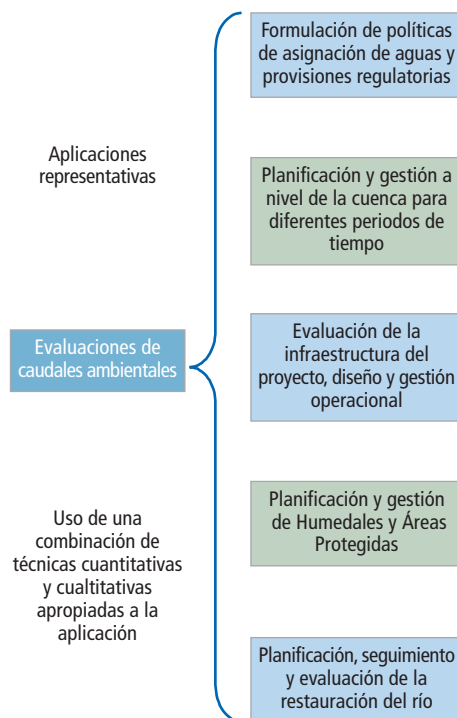 Aplicaciones
representativas
Evaluaciones de
caudales ambientales
Uso de una
combinación de
técnicas cuantitativas
y cualtitativas
apropiadas a la
aplicación
Formulación de políticas
de asignación de aguas y
provisiones regulatorias
Planificación y gestión a
nivel de la cuenca para
diferentes periodos de
tiempo
Evaluación de la
infraestructura del
proyecto, diseño y gestión
operacional
Planificación y gestión
de Humedales y Áreas
Protegidas
Planificación, seguimiento
y evaluación de la
restauración del río